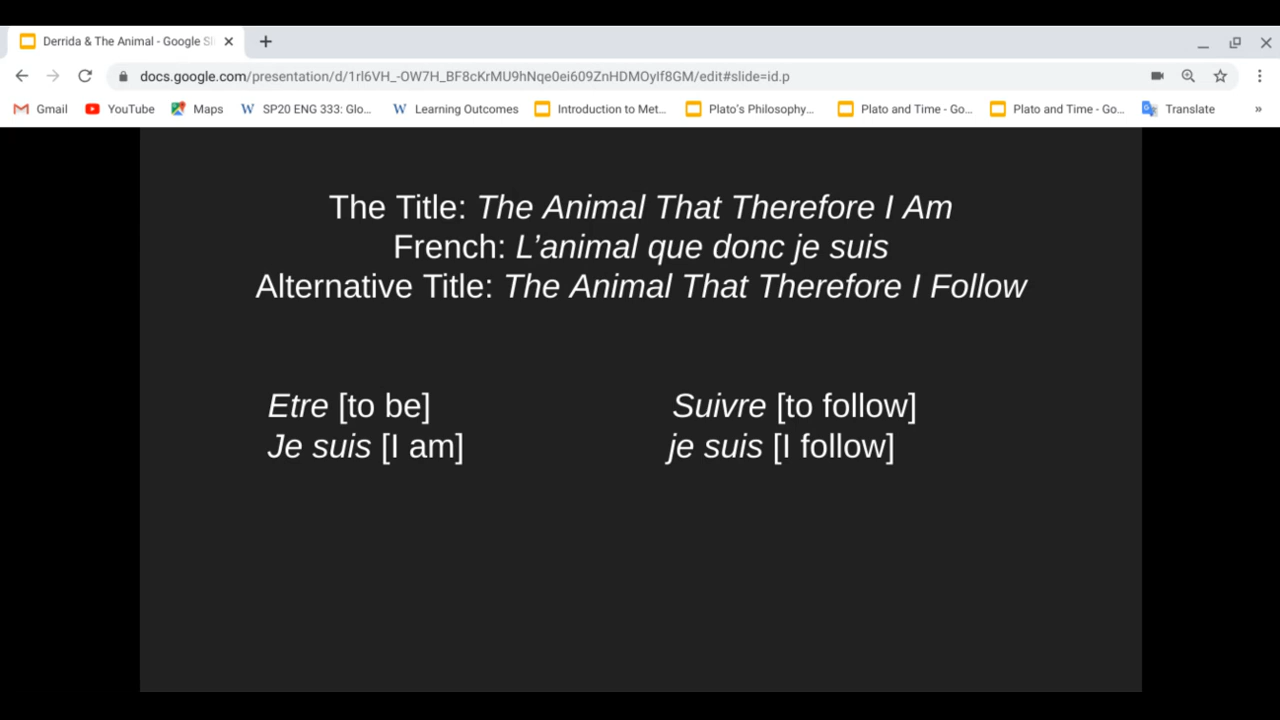 Derrida & The Animal - Google Sl
docs.google.com/presentation/d/1rl6VH_-OW7H_BF8cKrMU9hNqe0ei609ZnHDMOyIf8GM/edit#slide=id.p
Gmail YouTube Maps SP20 ENG 333: Glo... Learning Outcomes Introduction to Met... Plato's Philosophy... Plato and Time - Go... Plato and Time - Go... Translate »
The Title: The Animal That Therefore I Am
French: L’animal que donc je suis
Alternative Title: The Animal That Therefore I Follow
Etre [to be] Suivre [to follow]
Je suis [I am] je suis [I follow]